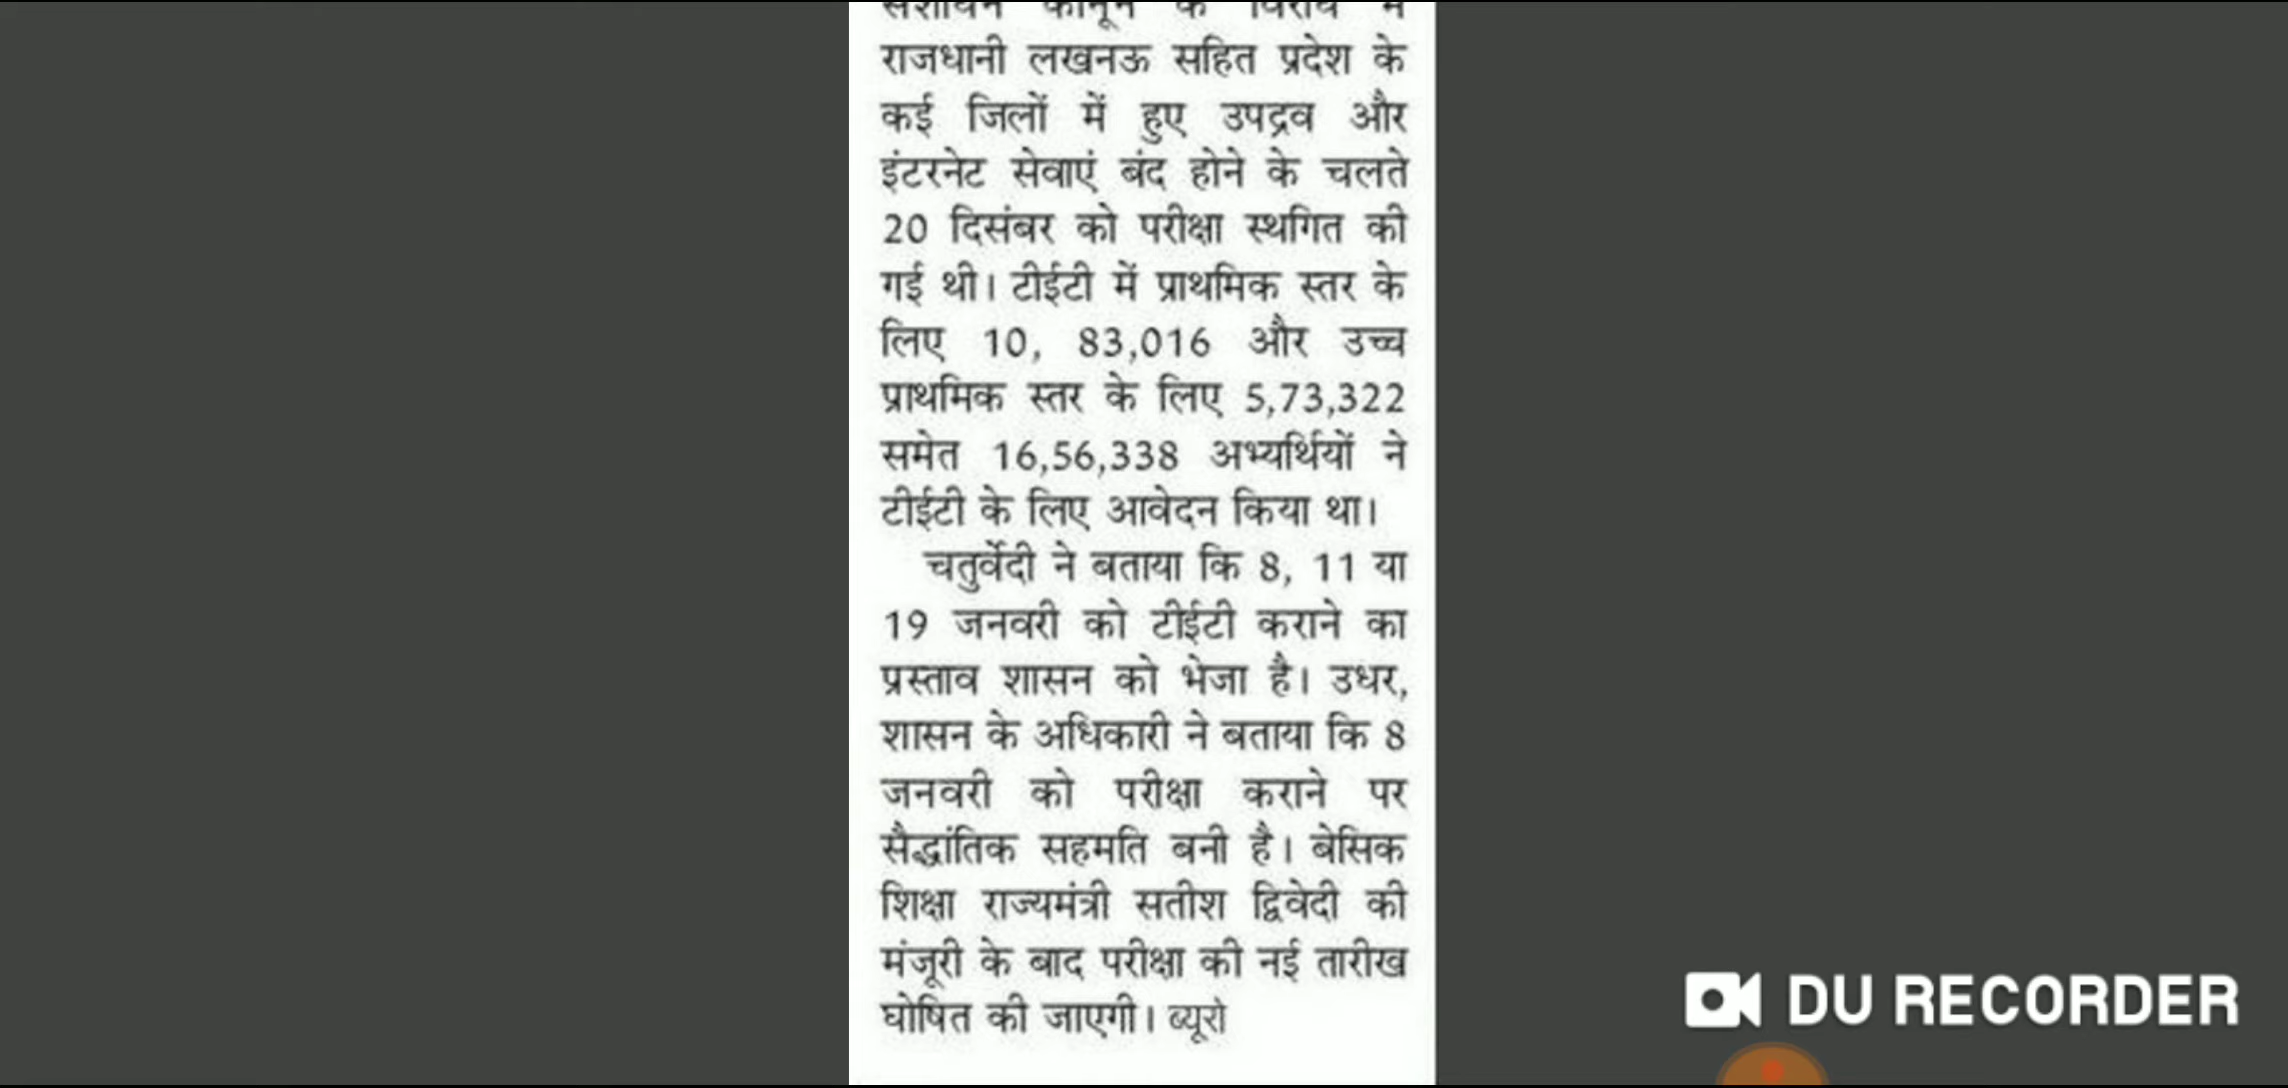 संशोधन कानून के विरोध में
राजधानी लखनऊ सहित प्रदेश के
कई जिलों में हुए उपद्रव और
इंटरनेट सेवाएं बंद होने के चलते
20 दिसंबर को परीक्षा स्थगित की
गई थी। टीईटी में प्राथमिक स्तर के
लिए 10, 83,016 और उच्च
प्राथमिक स्तर के लिए 5,73,322
समेत 16,56,338 अभ्यर्थियों ने
टीईटी के लिए आवेदन किया था।
चतुर्वेदी ने बताया कि 8, 11 या
19 जनवरी को टीईटी कराने का
प्रस्ताव शासन को भेजा है। उधर,
शासन के अधिकारी ने बताया कि 8
जनवरी को परीक्षा कराने पर
सैद्धांतिक सहमति बनी है। बेसिक
शिक्षा राज्यमंत्री सतीश द्विवेदी की
मंजूरी के बाद परीक्षा की नई तारीख
घोषित की जाएगी। ब्यूरो
DU RECORDER